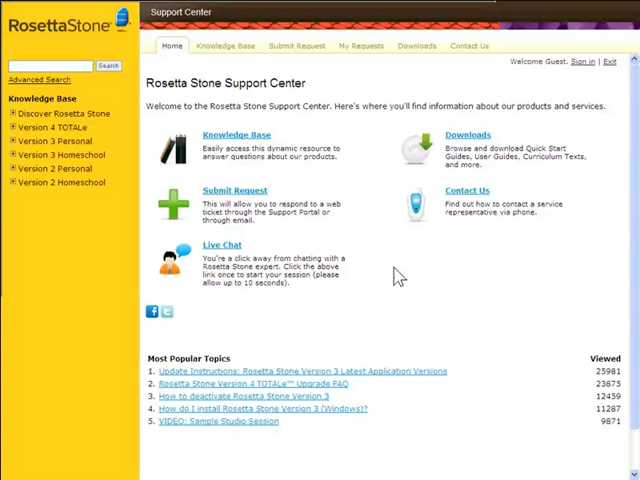 RosettaStone
Support Center
Home Knowledge Base Submit Request My Requests Downloads Contact Us
Welcome Guest. Sign in | Exit
Search
Advanced Search
Knowledge Base
Discover Rosetta Stone
Version 4 TOTALe
Version 3 Personal
Version 3 Homeschool
Version 2 Personal
Version 2 Homeschool
Rosetta Stone Support Center
Welcome to the Rosetta Stone Support Center. Here's where you'll find information about our products and services.
Knowledge Base
Easily access this dynamic resource to
answer questions about our products.
Downloads
Browse and download Quick Start
Guides, User Guides, Curriculum Texts,
and more.
Submit Request
This will allow you to respond to a web
ticket through the Support Portal or
through email.
Contact Us
Find out how to contact a service
representative via phone.
Live Chat
You're a click away from chatting with a
Rosetta Stone expert. Click the above
link once to start your session (please
allow up to 10 seconds).
Most Popular Topics Viewed
1. Update Instructions: Rosetta Stone Version 3 Latest Application Versions 25981
2. Rosetta Stone Version 4 TOTALe™ Upgrade FAQ 23875
3. How to deactivate Rosetta Stone Version 3 12459
4. How do I install Rosetta Stone Version 3 (Windows)? 11287
5. VIDEO: Sample Studio Session 9871